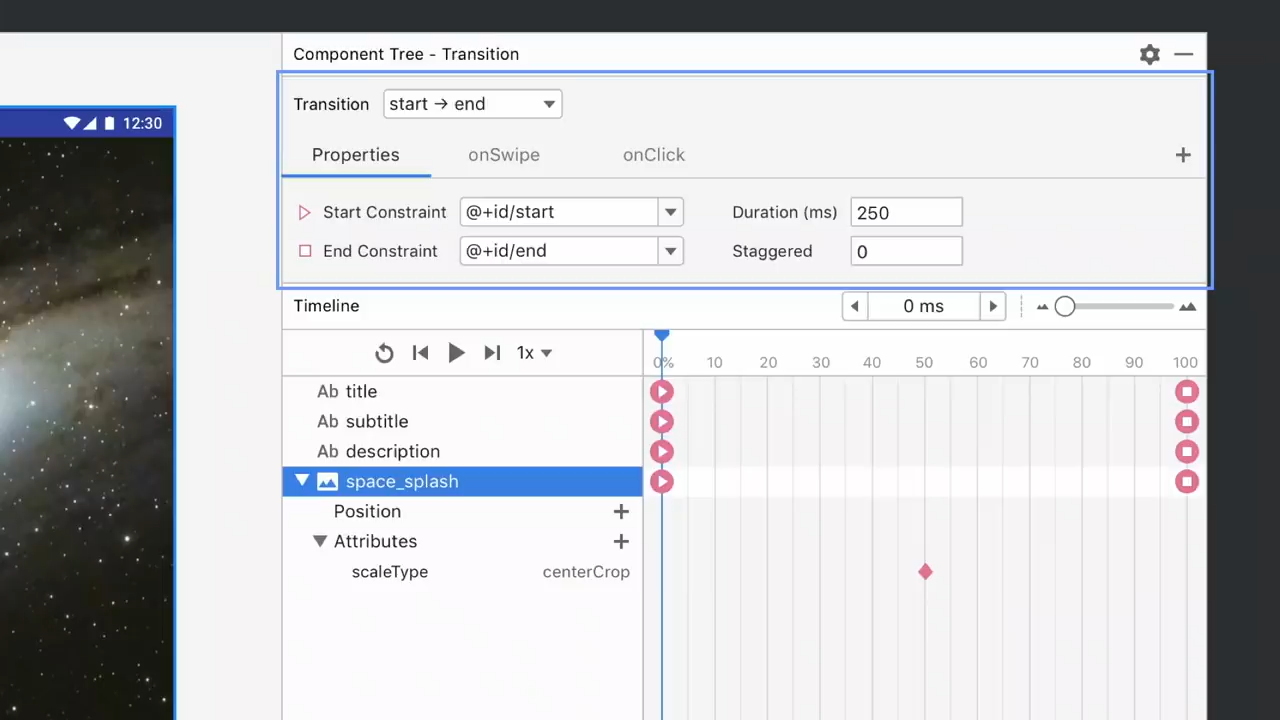 Component Tree - Transition
12:30
Transition start → end
Properties onSwipe onClick
Start Constraint @+id/start Duration (ms) 250
End Constraint @+id/end Staggered 0
Timeline 0 ms
1x 0% 10 20 30 40 50 60 70 80 90 100
Ab title
Ab subtitle
Ab description
space_splash
Position
Attributes
scaleType centerCrop